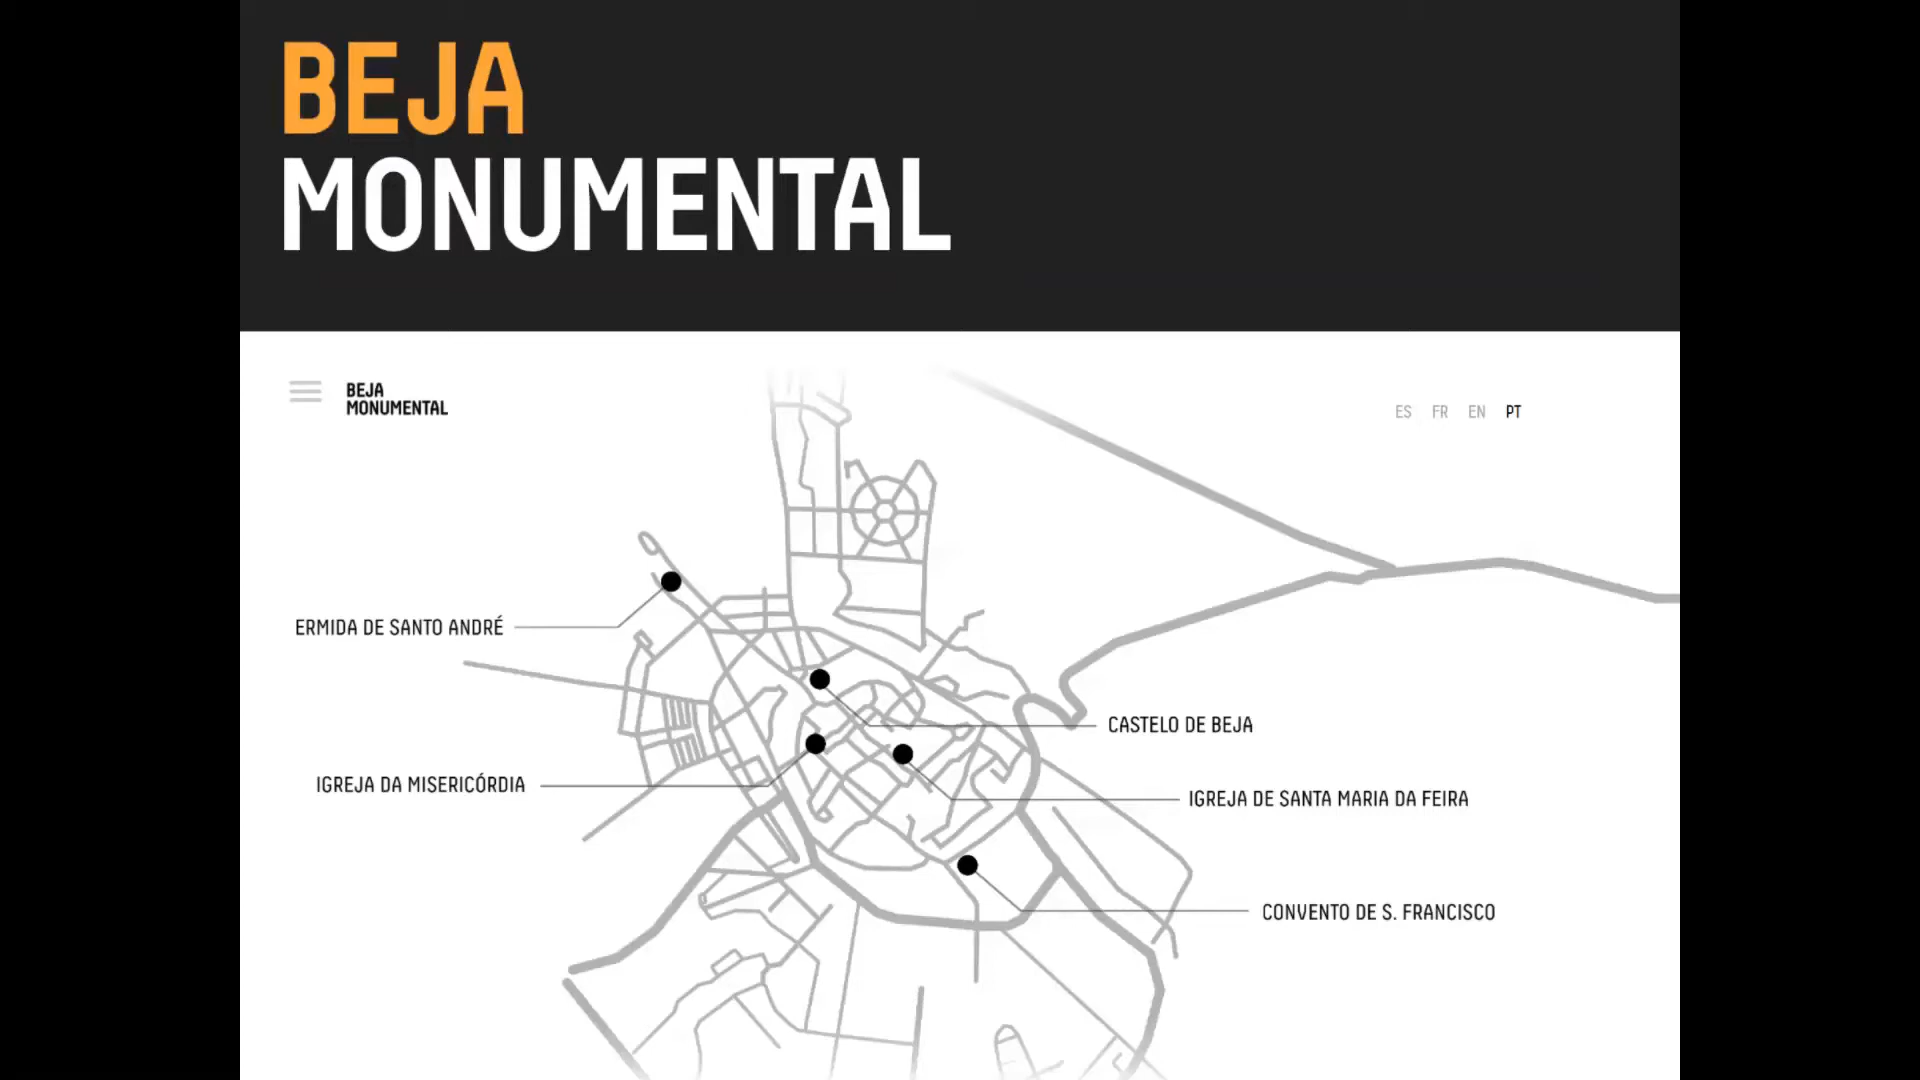 BEJA
MONUMENTAL
BEJA
MONUMENTAL
ES FR EN PT
ERMIDA DE SANTO ANDRÉ
CASTELO DE BEJA
IGREJA DA MISERICÓRDIA
IGREJA DE SANTA MARIA DA FEIRA
CONVENTO DE S. FRANCISCO